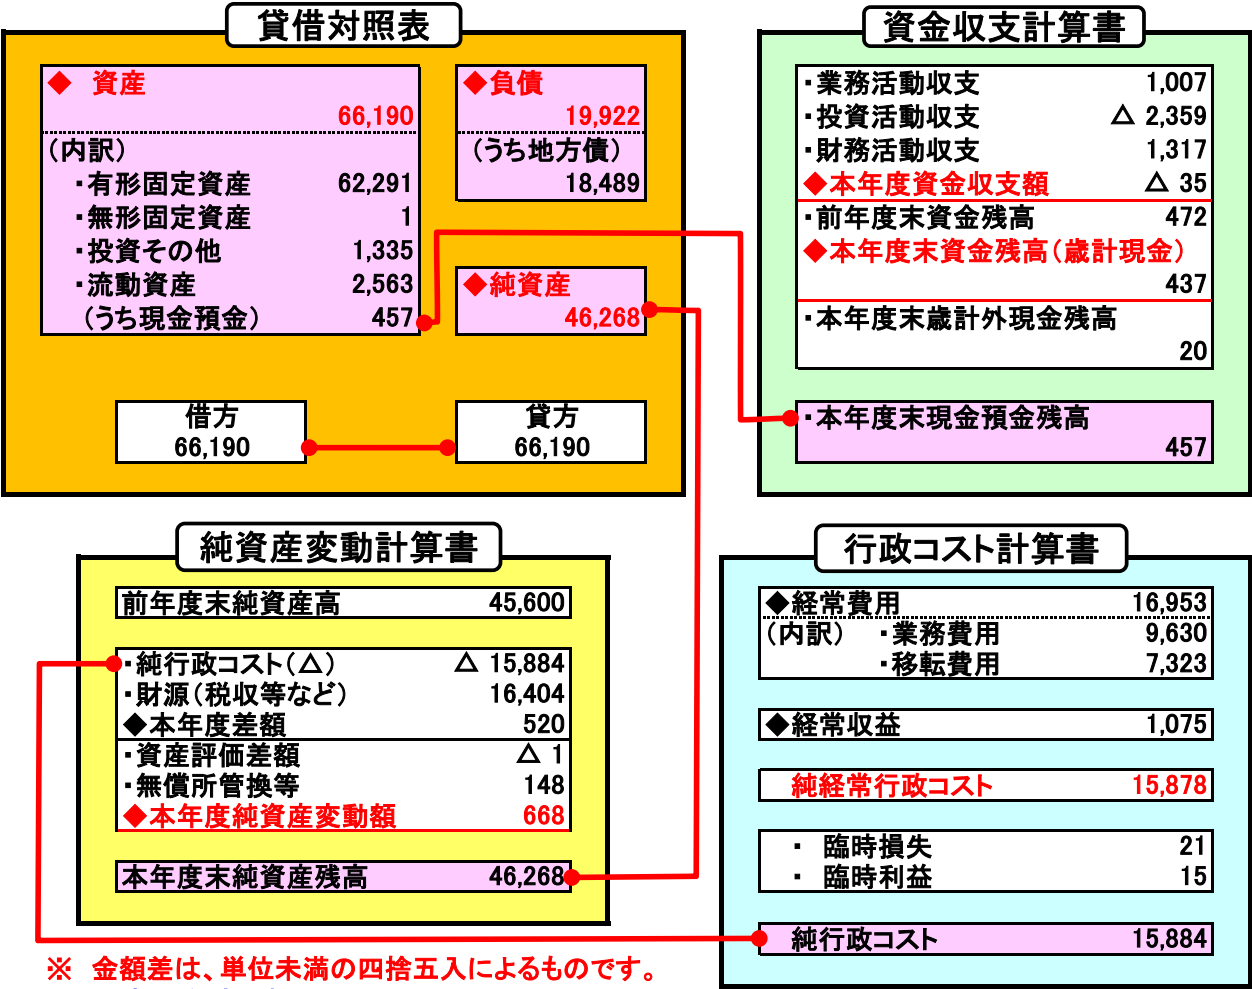 貸借対照表
◆ 資産
66,190
(内訳)
・有形固定資産 62,291
・無形固定資産 1
・投資その他 1,335
・流動資産 2,563
(うち現金預金) 457
◆負債
19,922
(うち地方債)
18,489
◆純資産
46,268
借方
66,190
貸方
66,190
資金収支計算書
・業務活動収支 1,007
・投資活動収支 △ 2,359
・財務活動収支 1,317
◆本年度資金収支額 △ 35
・前年度末資金残高 472
◆本年度末資金残高(歳計現金)
437
・本年度末歳計外現金残高
20
・本年度末現金預金残高
457
純資産変動計算書
前年度末純資産高 45,600
・純行政コスト(△) △ 15,884
・財源(税収等など) 16,404
◆本年度差額 520
・資産評価差額 △ 1
・無償所管換等 148
◆本年度純資産変動額 668
本年度末純資産残高 46,268
行政コスト計算書
◆経常費用 16,953
(内訳) ・業務費用 9,630
・移転費用 7,323
◆経常収益 1,075
純経常行政コスト 15,878
・ 臨時損失 21
・ 臨時利益 15
純行政コスト 15,884
※ 金額差は、単位未満の四捨五入によるものです。